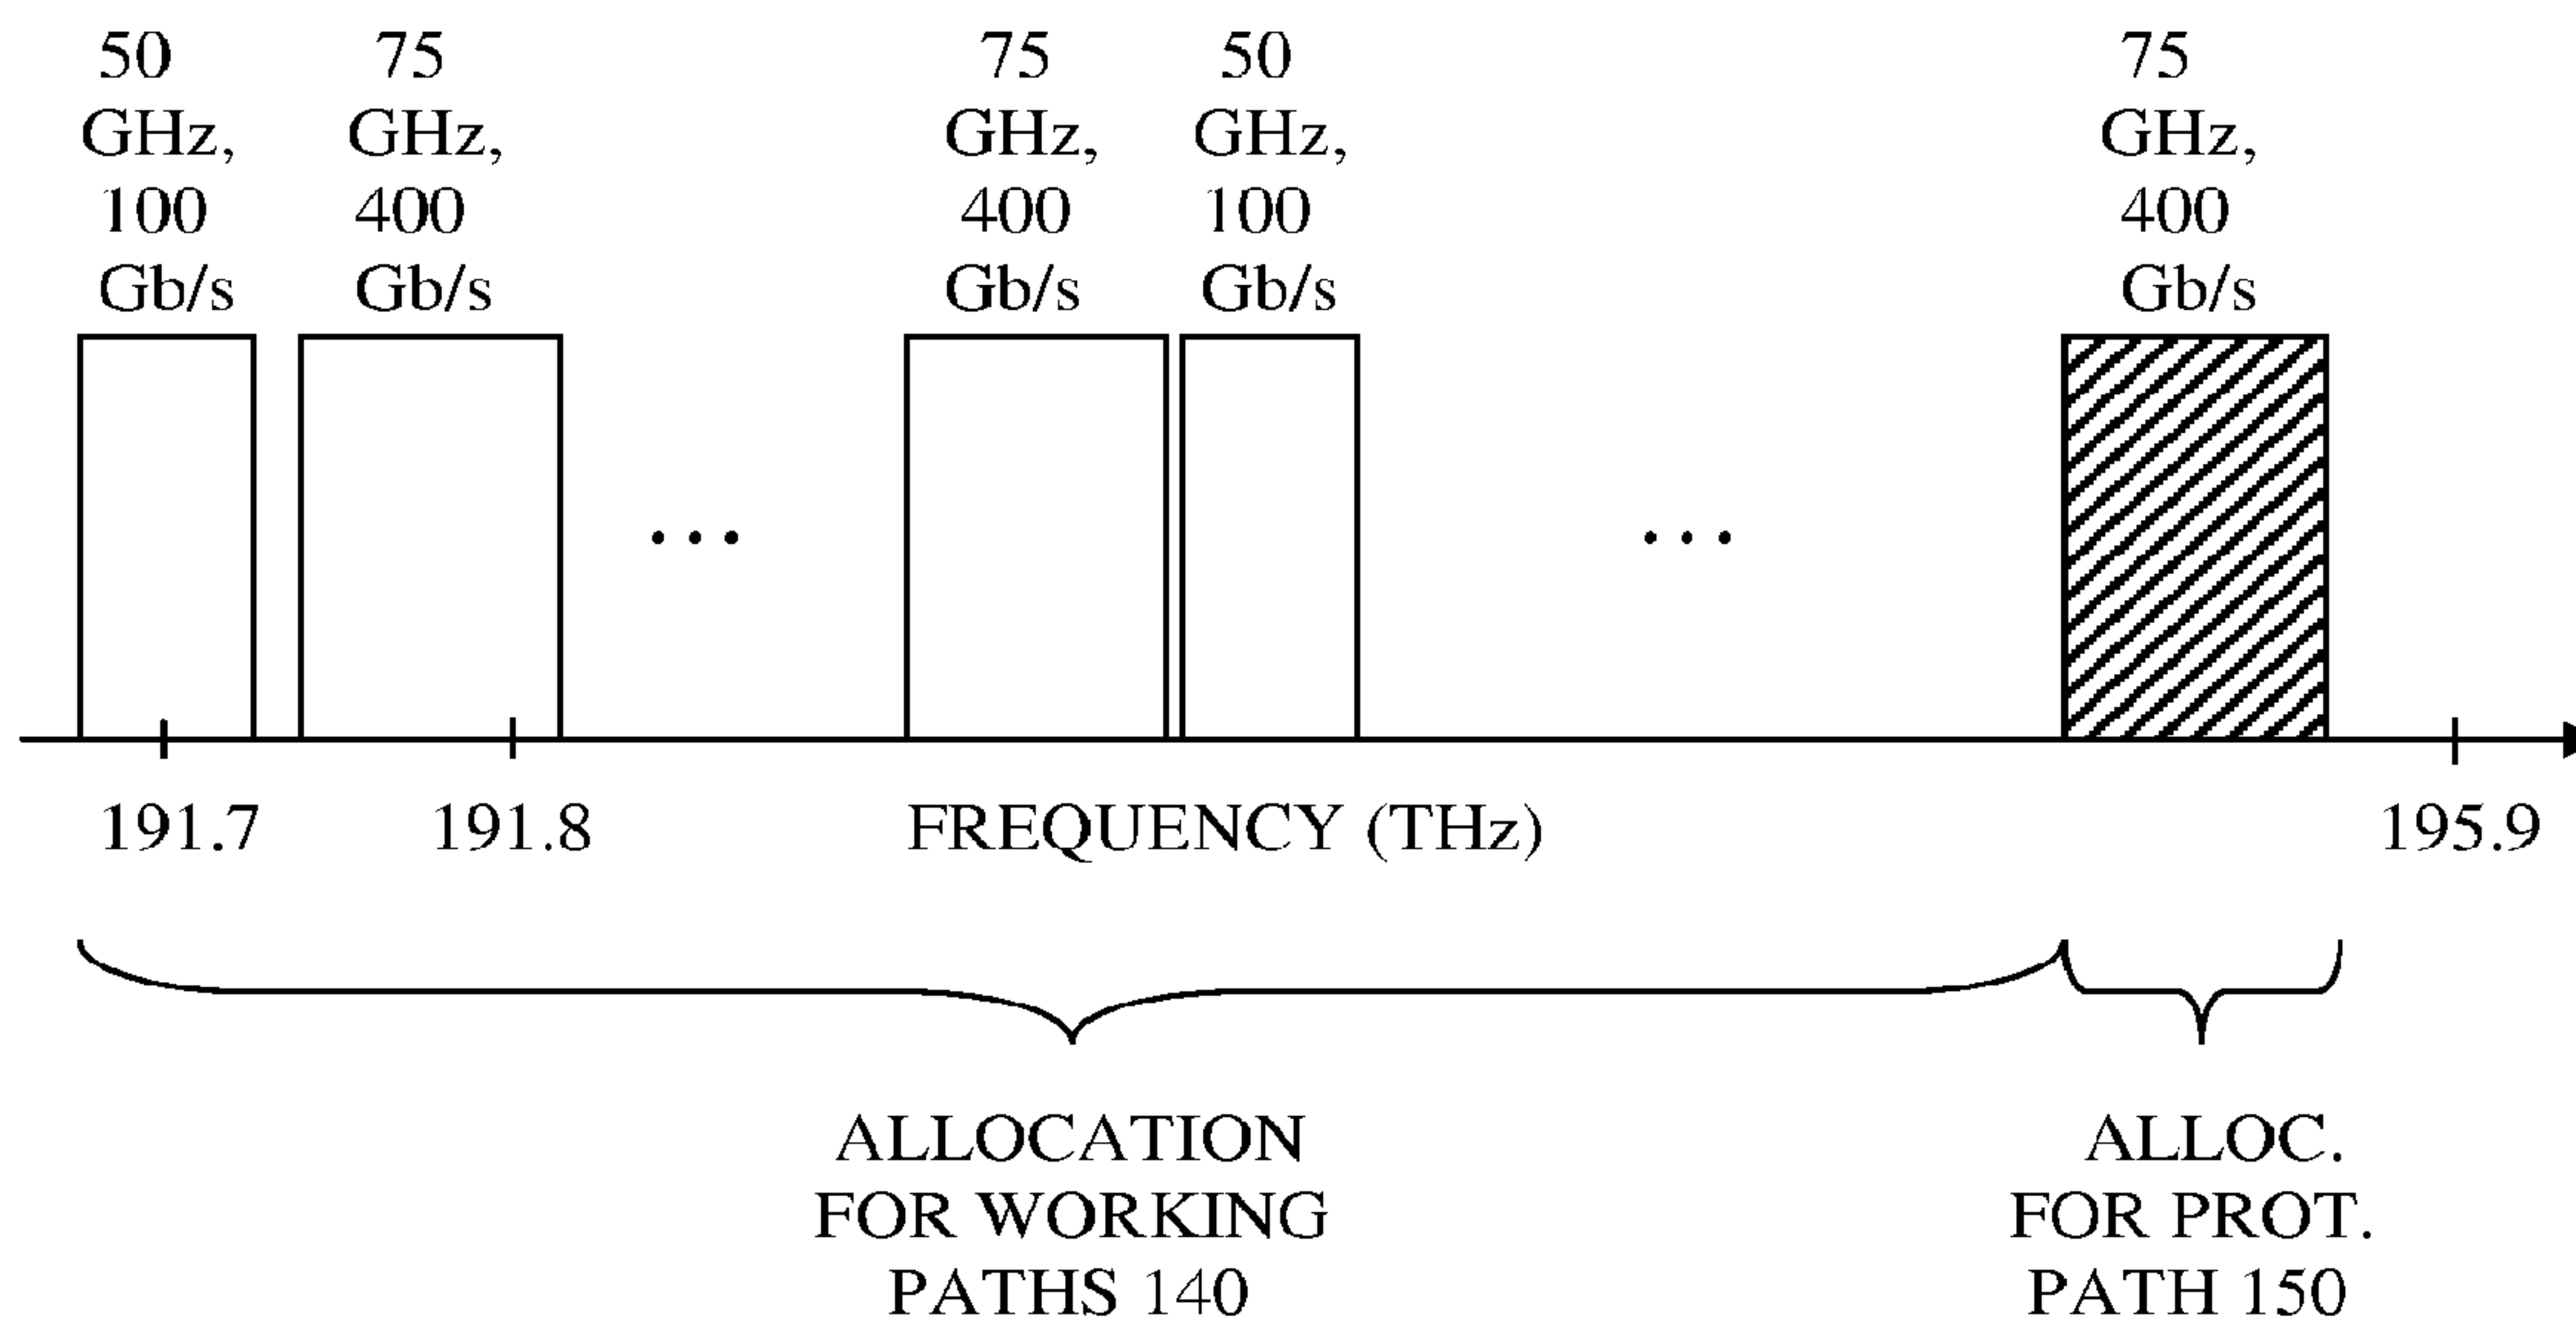 50
GHz,
100
Gb/s
75
GHz,
400
Gb/s
75
GHz,
400
Gb/s
50
GHz,
100
Gb/s
75
GHz,
400
Gb/s
191.7
191.8
FREQUENCY (THz)
195.9
ALLOCATION
FOR WORKING
PATHS 140
ALLOC.
FOR PROT.
PATH 150